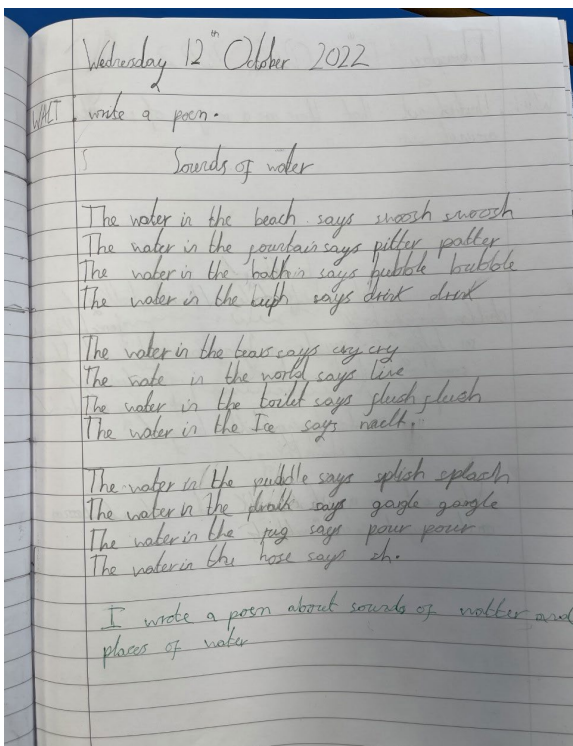 Wednesday 12th October 2022
WALT write a poem.
Sounds of water
The water in the beach says swoosh swoosh
The water in the fountain says pitter patter
The water in the bath says bubble bubble
The water in the says drink drink
The water in the tears says cry cry
The wate in the world says live
The water in the toilet says flush flush
The water in the Ice says
The water in the puddle says splish splash
The water in the says gargle gargle
The water in the jug says pour pour
The water in the hose says sh.
I wrote a poem about sounds of watter and
places of water